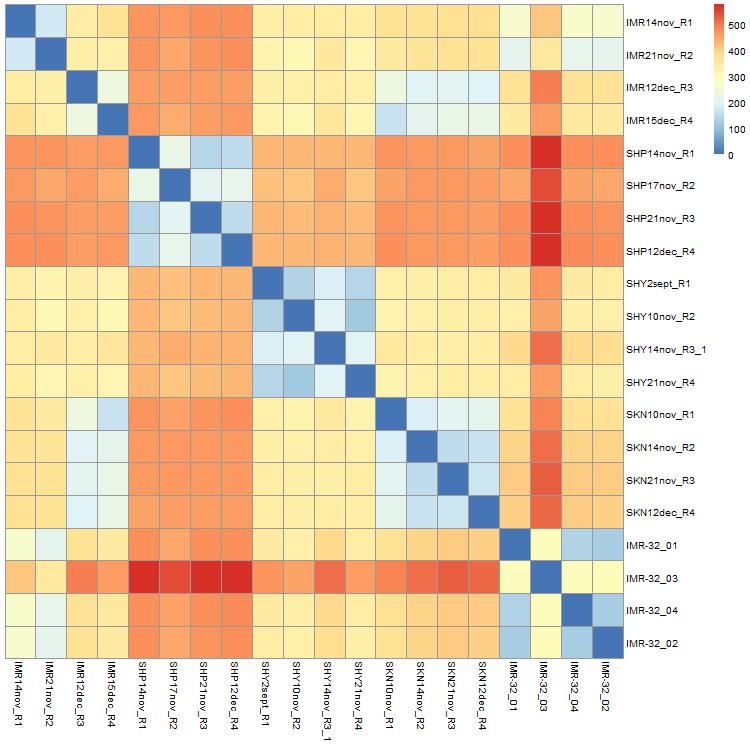 500
400
300
200
100
0
IMR14nov_R1
IMR21nov_R2
IMR12dec_R3
IMR15dec_R4
SHP14nov_R1
SHP17nov_R2
SHP21nov_R3
SHP12dec_R4
SHY2sept_R1
SHY10nov_R2
SHY14nov_R3_1
SHY21nov_R4
SKN10nov_R1
SKN14nov_R2
SKN21nov_R3
SKN12dec_R4
IMR-32_01
IMR-32_03
IMR-32_04
IMR-32_02
IMR14nov_R1
IMR21nov_R2
IMR12dec_R3
IMR15dec_R4
SHP14nov_R1
SHP17nov_R2
SHP21nov_R3
SHP12dec_R4
SHY2sept_R1
SHY10nov_R2
SHY14nov_R3_1
SHY21nov_R4
SKN10nov_R1
SKN14nov_R2
SKN21nov_R3
SKN12dec_R4
IMR-32_01
IMR-32_03
IMR-32_04
IMR-32_02